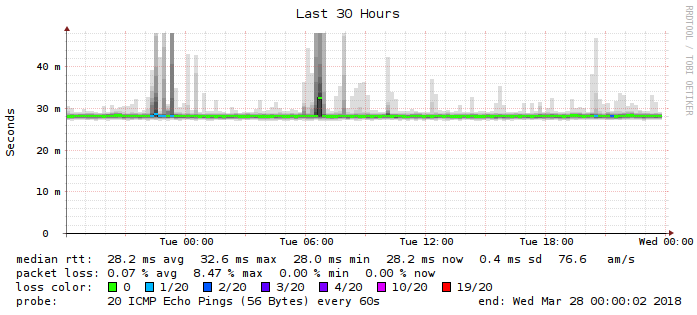 Last 30 Hours
RRDTOOL / TOBI OETIKER
Seconds
40 m
30 m
20 m
10 m
0
Tue 00:00 Tue 06:00 Tue 12:00 Tue 18:00 Wed 00:00
median rtt: 28.2 ms avg 32.6 ms max 28.0 ms min 28.2 ms now 0.4 ms sd 76.6 am/s
packet loss: 0.07 % avg 8.47 % max 0.00 % min 0.00 % now
loss color: 0 1/20 2/20 3/20 4/20 10/20 19/20
probe: 20 ICMP Echo Pings (56 Bytes) every 60s end: Wed Mar 28 00:00:02 2018